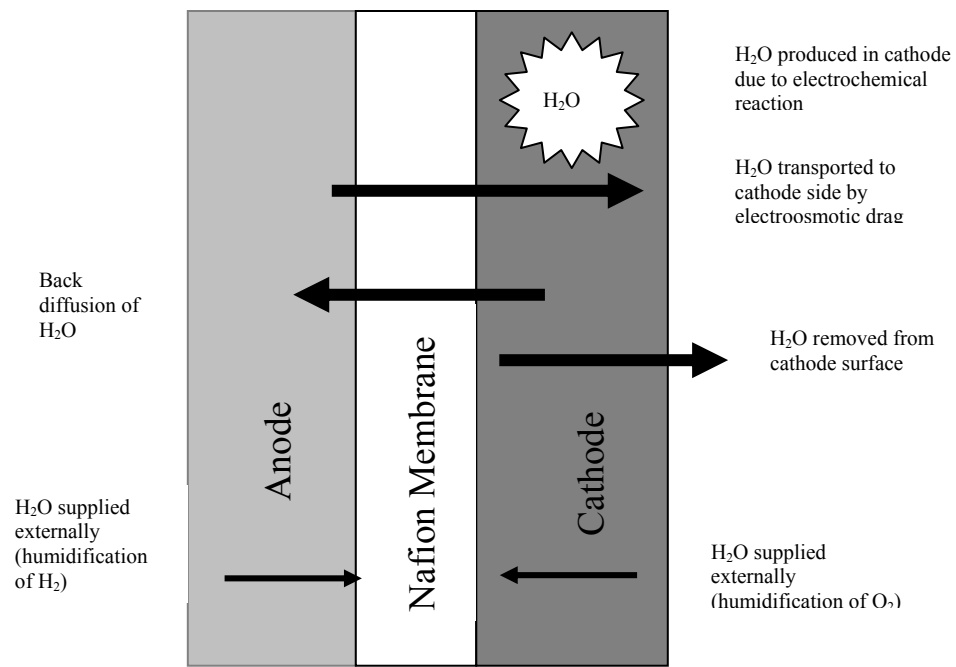 H₂O produced in cathode
due to electrochemical
reaction
H₂O
H₂O transported to
cathode side by
electroosmotic drag
Back
diffusion of
H₂O
H₂O removed from
cathode surface
Anode
Nafion Membrane
Cathode
H₂O supplied
externally
(humidification
of H₂)
H₂O supplied
externally
(humidification of O₂)